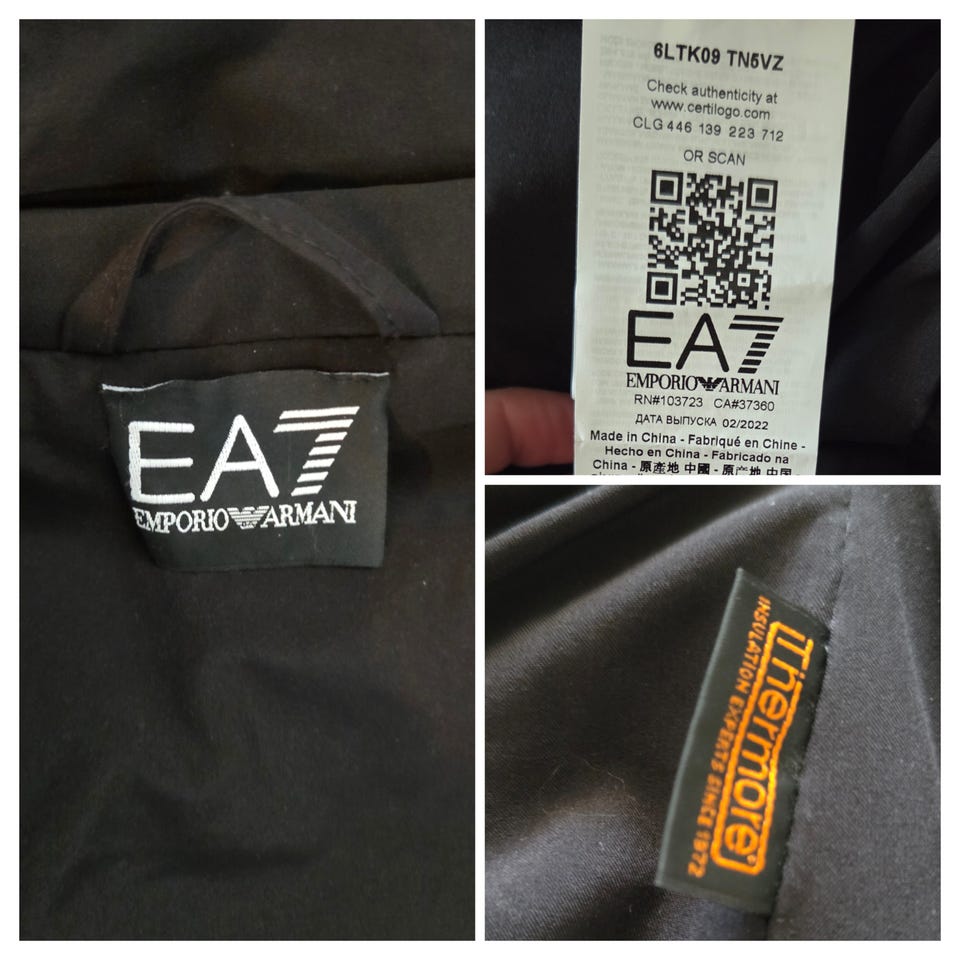 EA7
EMPORIO ARMANI
6LTK09 TN5VZ
Check authenticity at
www.certilogo.com
CLG 446 139 223 712
OR SCAN
EA7
EMPORIO ARMANI
RN#103723 CA#37360
ДАТА ВЫПУСКА 02/2022
Made in China - Fabriqué en Chine -
Hecho en China - Fabricado na
China - 原產地 中國 - 原产地 中国
Thermore®
INSULATION EXPERTS SINCE 1972